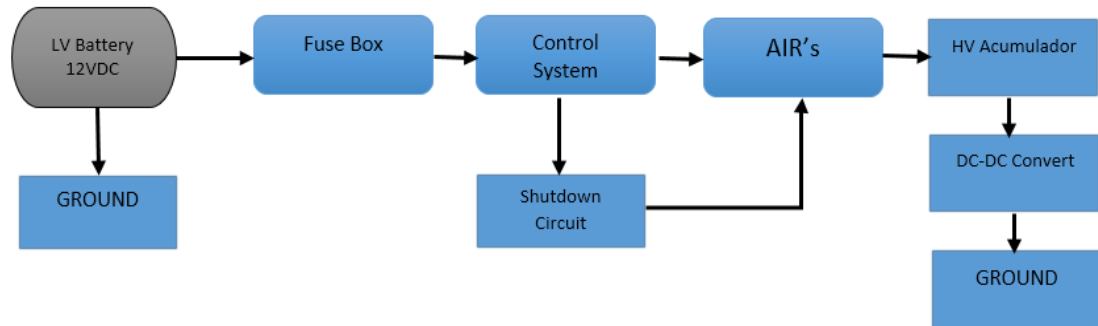 LV Battery
12VDC
Fuse Box
Control
System
AIR's
HV Acumulador
GROUND
Shutdown
Circuit
DC-DC Convert
GROUND